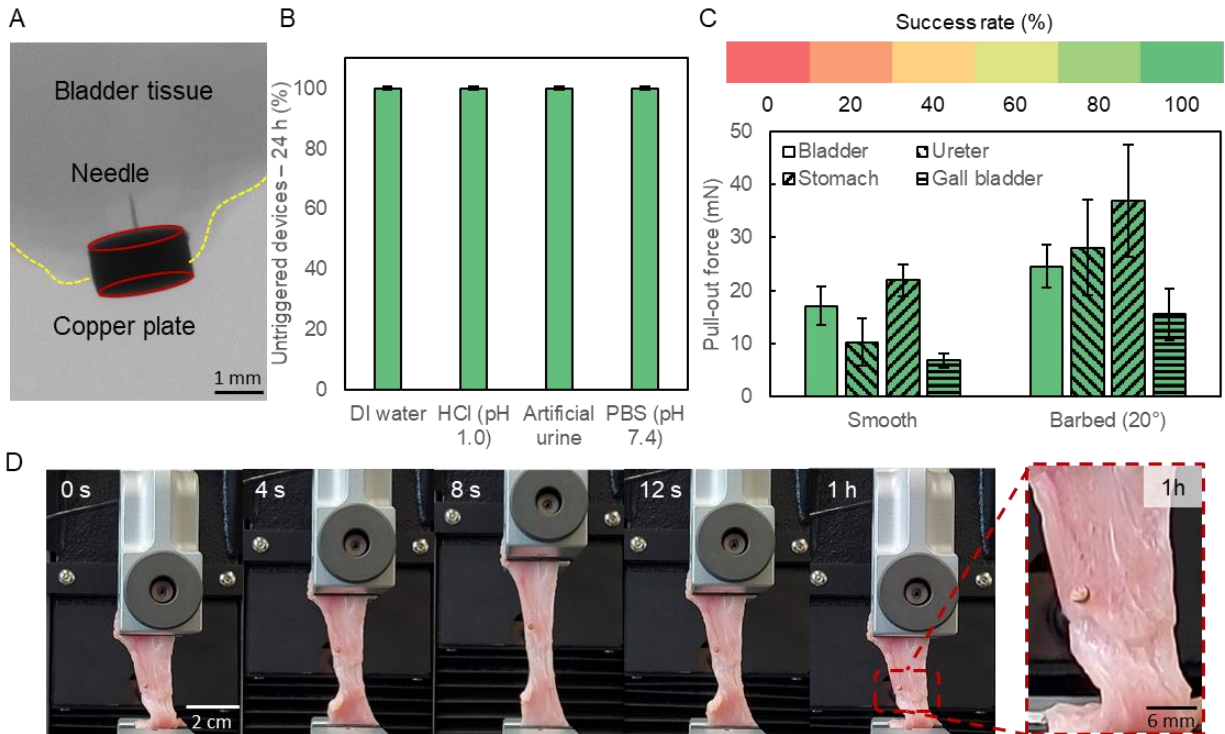 A
Bladder tissue
Needle
Copper plate
1 mm
B
Untriggered devices – 24 h (%)
100
80
60
40
20
0
DI water
HCl (pH 1.0)
Artificial urine
PBS (pH 7.4)
C
Success rate (%)
0 20 40 60 80 100
Pull-out force (mN)
50
40
30
20
10
0
Bladder Ureter
Stomach Gall bladder
Smooth Barbed (20°)
D
0 s 4 s 8 s 12 s 1 h 1h
2 cm
6 mm